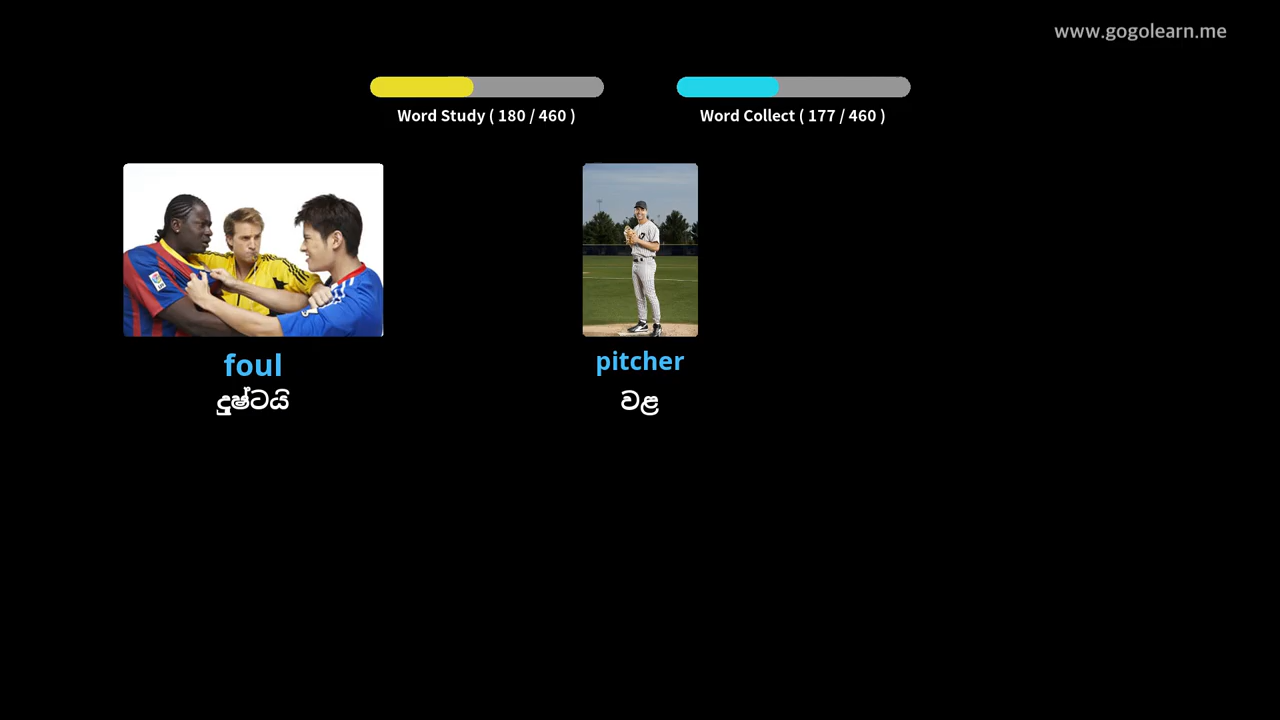 www.gogolearn.me
Word Study ( 180 / 460 )
Word Collect ( 177 / 460 )
foul
දුෂ්ටයි
pitcher
වළ